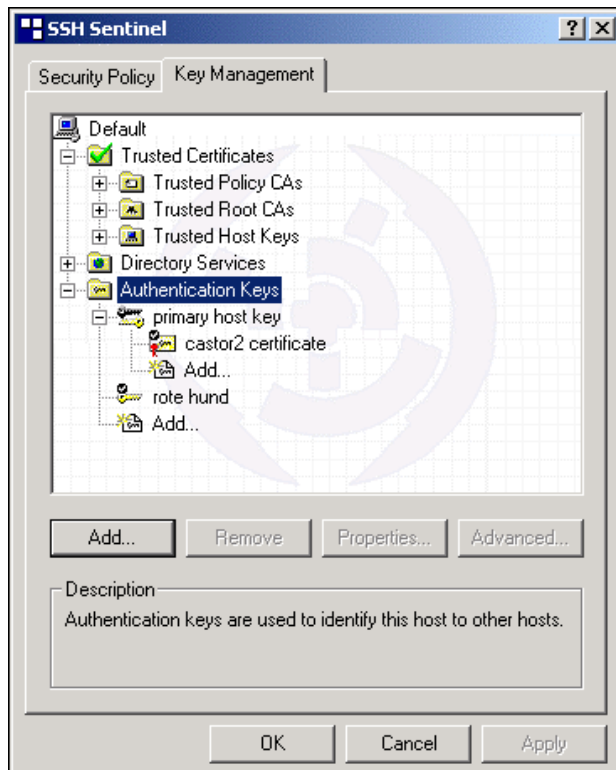 SSH Sentinel
Security Policy Key Management
Default
Trusted Certificates
Trusted Policy CAs
Trusted Root CAs
Trusted Host Keys
Directory Services
Authentication Keys
primary host key
castor2 certificate
Add...
rote hund
Add...
Add... Remove Properties... Advanced...
Description
Authentication keys are used to identify this host to other hosts.
OK Cancel Apply